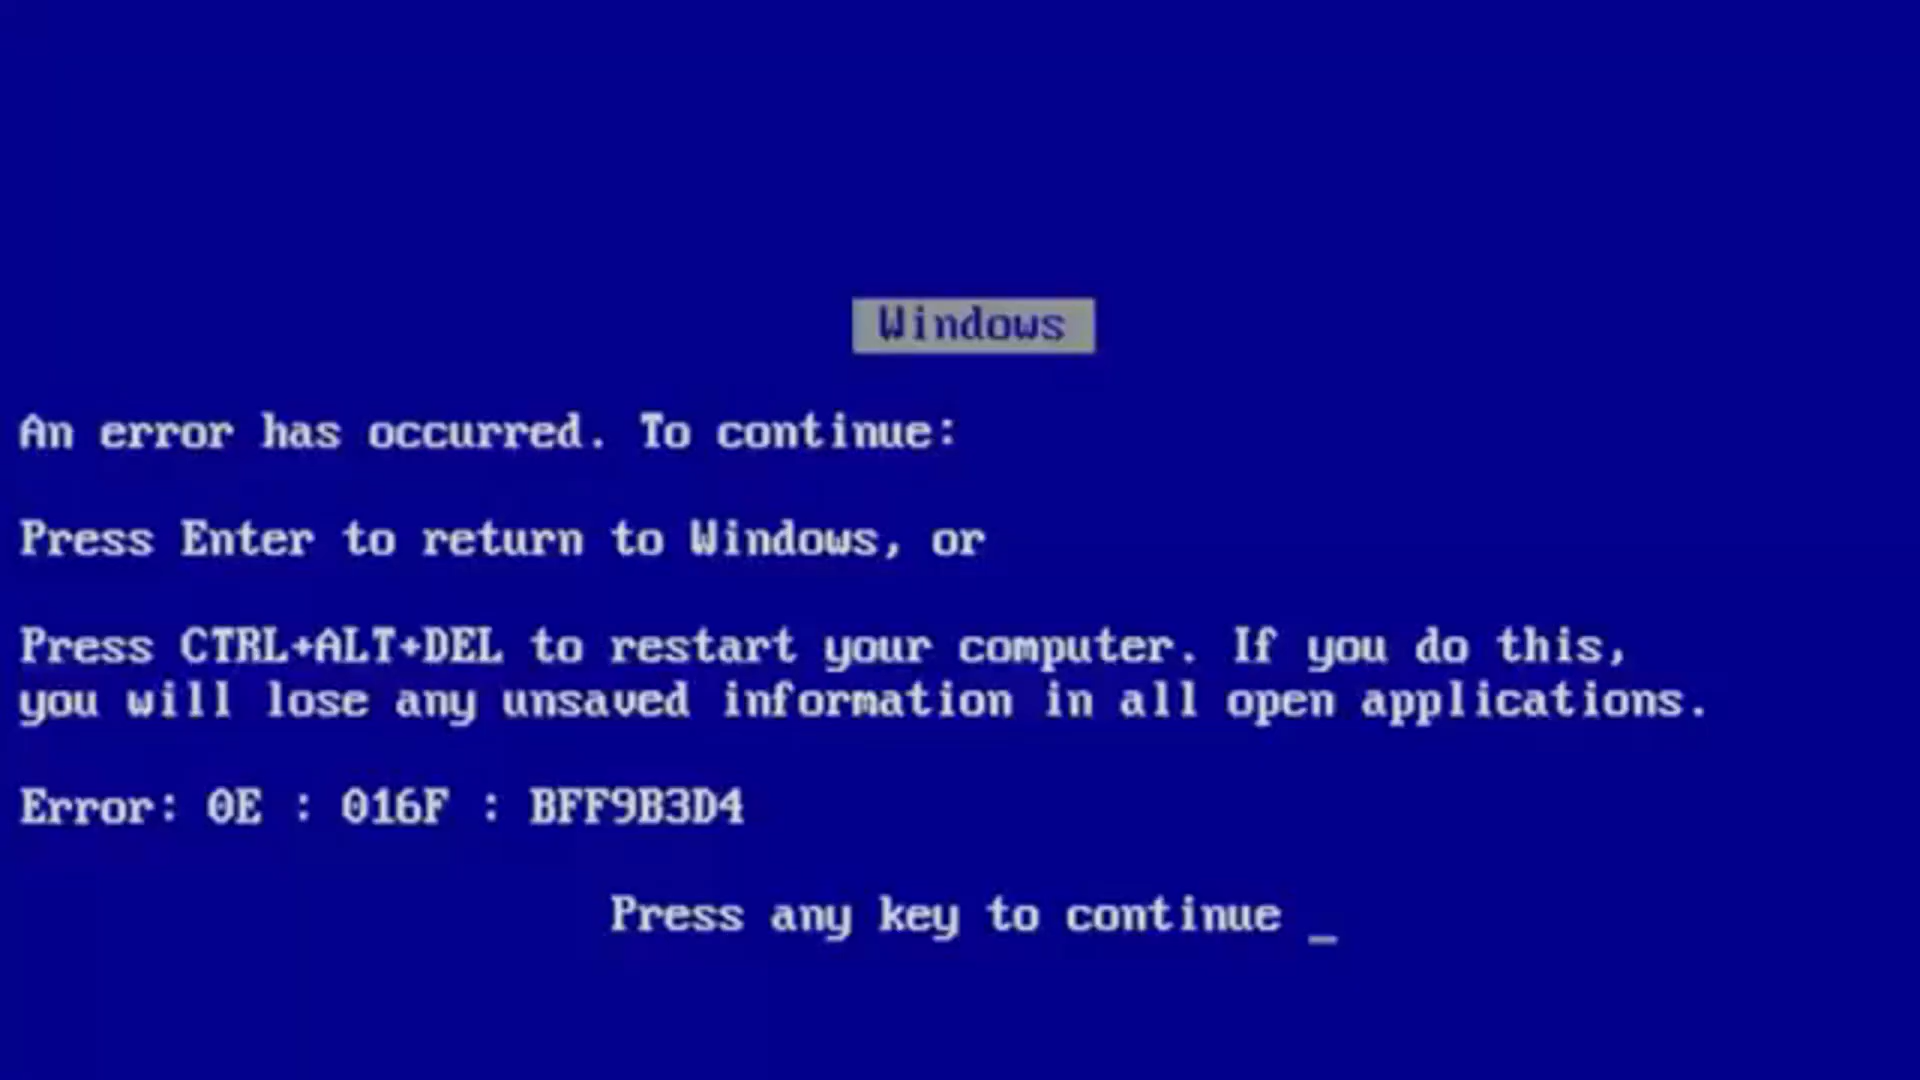 Windows
An error has occurred. To continue:
Press Enter to return to Windows, or
Press CTRL+ALT+DEL to restart your computer. If you do this,
you will lose any unsaved information in all open applications.
Error: 0E : 016F : BFF9B3D4
Press any key to continue _